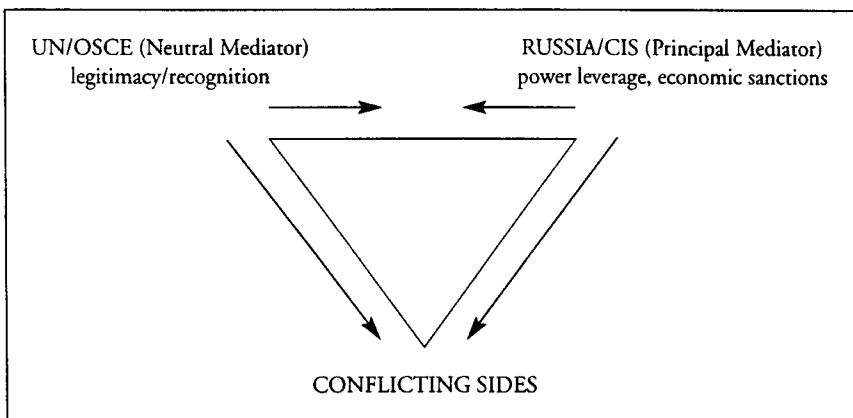 UN/OSCE (Neutral Mediator)
legitimacy/recognition
RUSSIA/CIS (Principal Mediator)
power leverage, economic sanctions
CONFLICTING SIDES